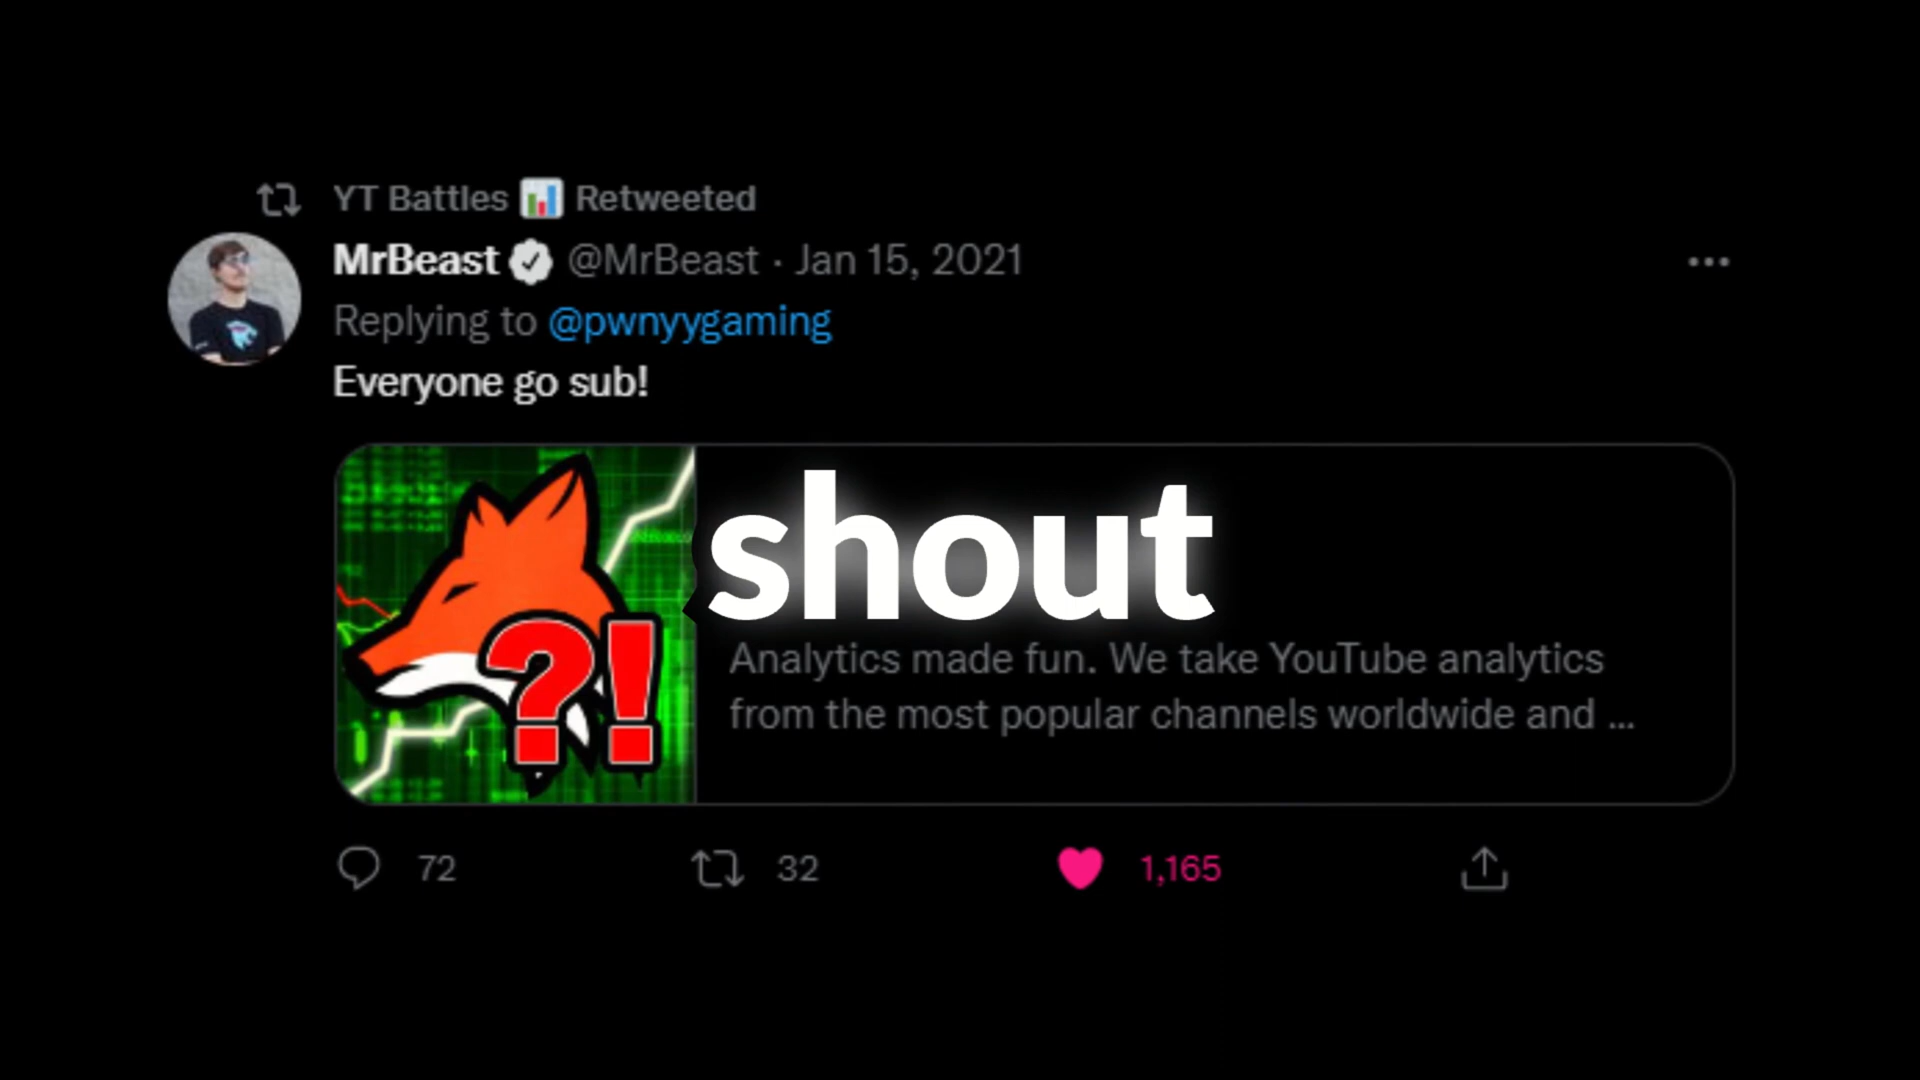 YT Battles 📊 Retweeted
MrBeast @MrBeast · Jan 15, 2021
Replying to @pwnyygaming
Everyone go sub!
?!
shout
Analytics made fun. We take YouTube analytics
from the most popular channels worldwide and ...
72 32 1,165